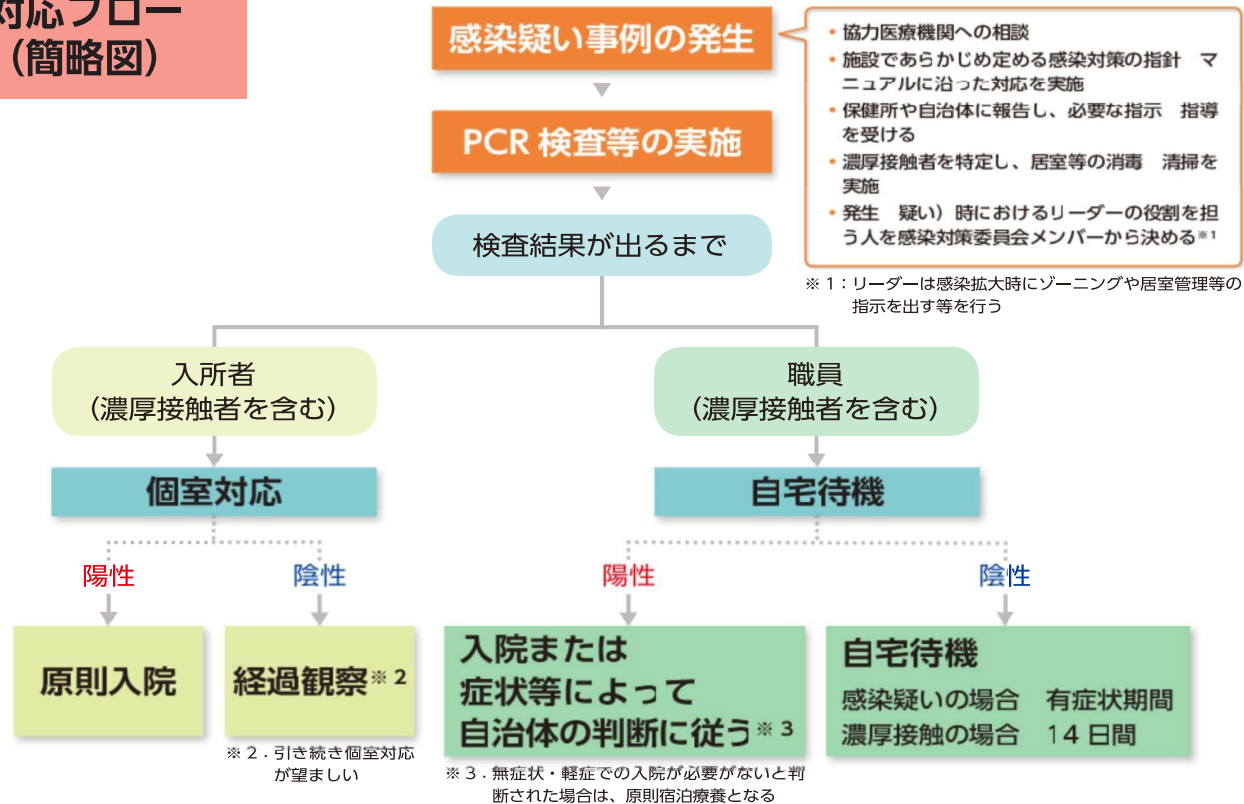 対応フロー
（簡略図）
感染疑い事例の発生
・協力医療機関への相談
・施設であらかじめ定める感染対策の指針　マ
ニュアルに沿った対応を実施
・保健所や自治体に報告し、必要な指示　指導
を受ける
・濃厚接触者を特定し、居室等の消毒　清掃を
実施
・発生　疑い）時におけるリーダーの役割を担
う人を感染対策委員会メンバーから決める※1
※1：リーダーは感染拡大時にゾーニングや居室管理等の
指示を出す等を行う
PCR 検査等の実施
検査結果が出るまで
入所者
（濃厚接触者を含む）
個室対応
陽性
原則入院
陰性
経過観察※2
※2．引き続き個室対応
が望ましい
職員
（濃厚接触者を含む）
自宅待機
陽性
入院または
症状等によって
自治体の判断に従う※3
※3．無症状・軽症での入院が必要がないと判
断された場合は、原則宿泊療養となる
陰性
自宅待機
感染疑いの場合　有症状期間
濃厚接触の場合　14日間